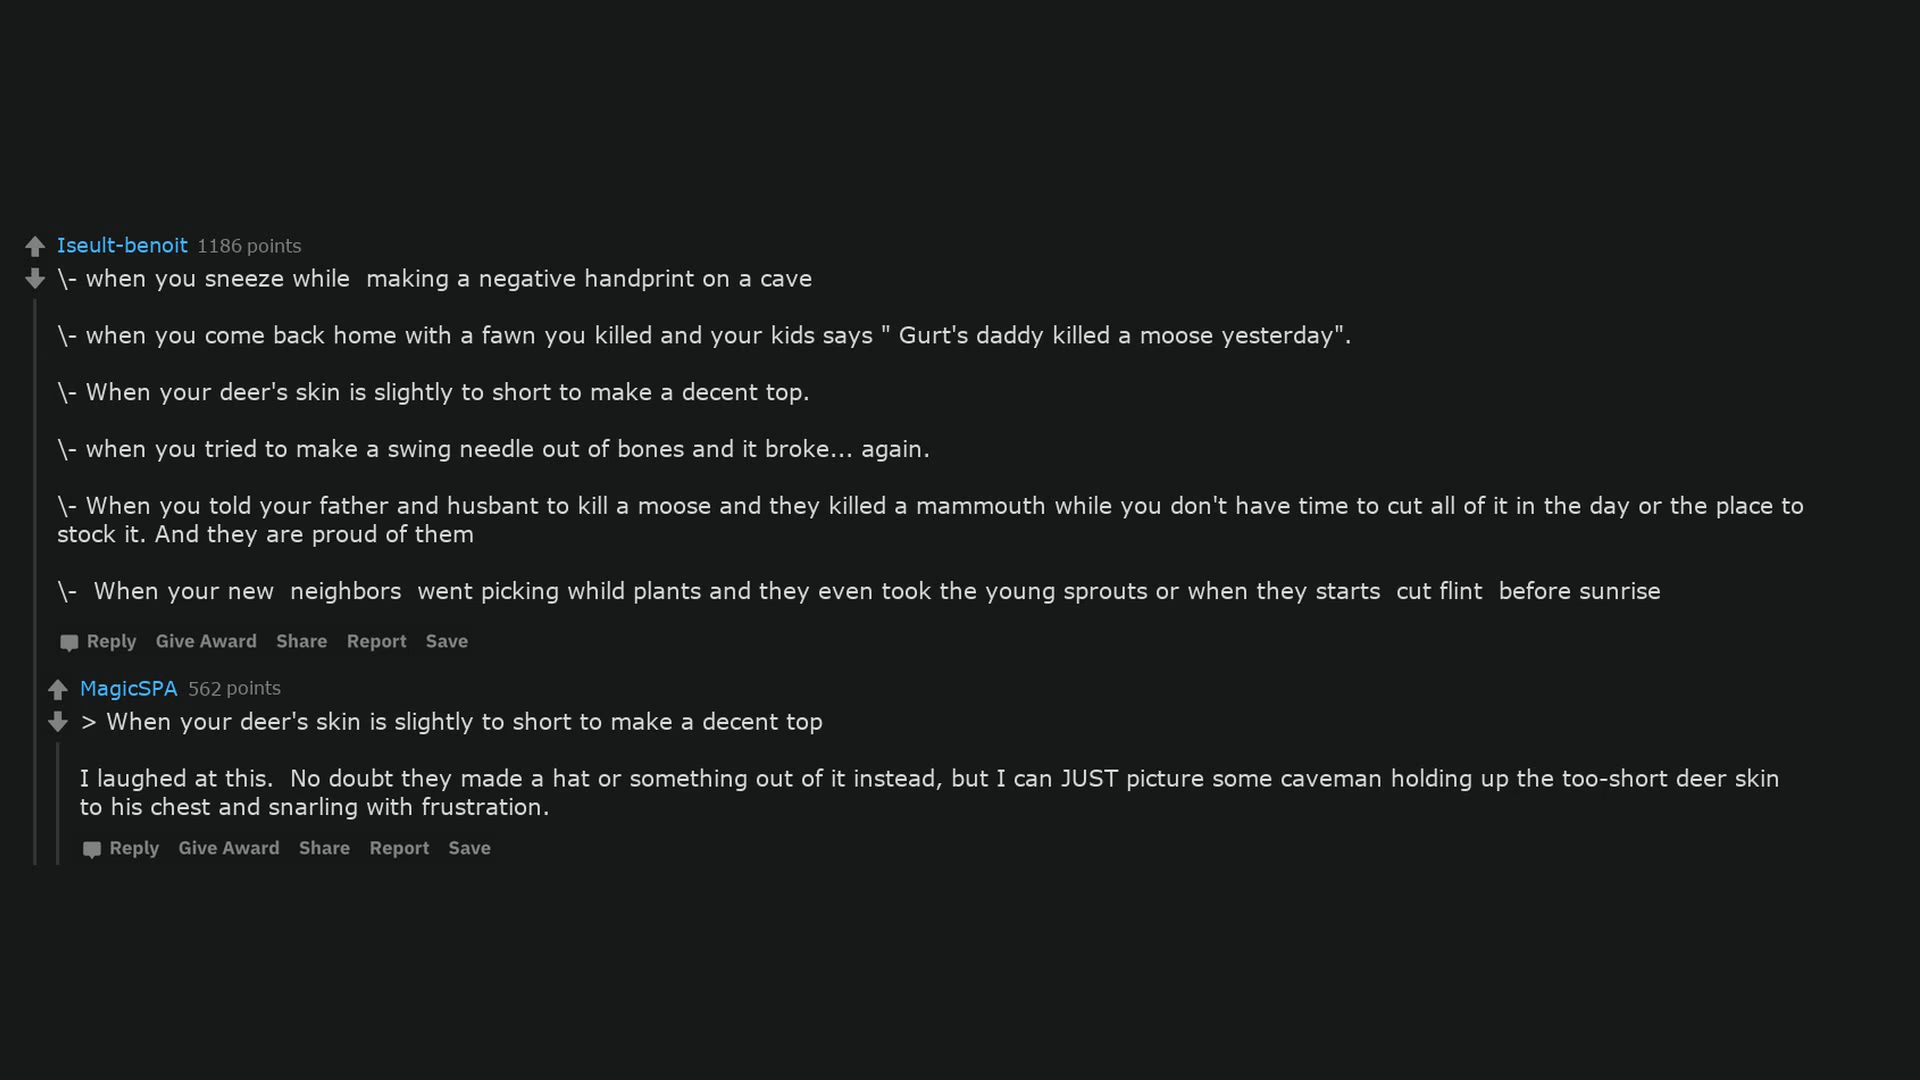 Iseult-benoit 1186 points
\- when you sneeze while  making a negative handprint on a cave
\- when you come back home with a fawn you killed and your kids says " Gurt's daddy killed a moose yesterday".
\- When your deer's skin is slightly to short to make a decent top.
\- when you tried to make a swing needle out of bones and it broke... again.
\- When you told your father and husbant to kill a moose and they killed a mammouth while you don't have time to cut all of it in the day or the place to
stock it. And they are proud of them
\-  When your new  neighbors  went picking whild plants and they even took the young sprouts or when they starts  cut flint  before sunrise
Reply Give Award Share Report Save
MagicSPA 562 points
> When your deer's skin is slightly to short to make a decent top
I laughed at this.  No doubt they made a hat or something out of it instead, but I can JUST picture some caveman holding up the too-short deer skin
to his chest and snarling with frustration.
Reply Give Award Share Report Save